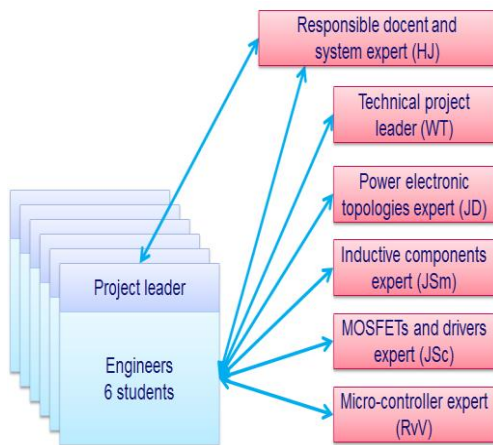 Responsible docent and
system expert (HJ)
Technical project
leader (WT)
Power electronic
topologies expert (JD)
Inductive components
expert (JSm)
MOSFETs and drivers
expert (JSc)
Micro-controller expert
(RvV)
Project leader
Engineers
6 students